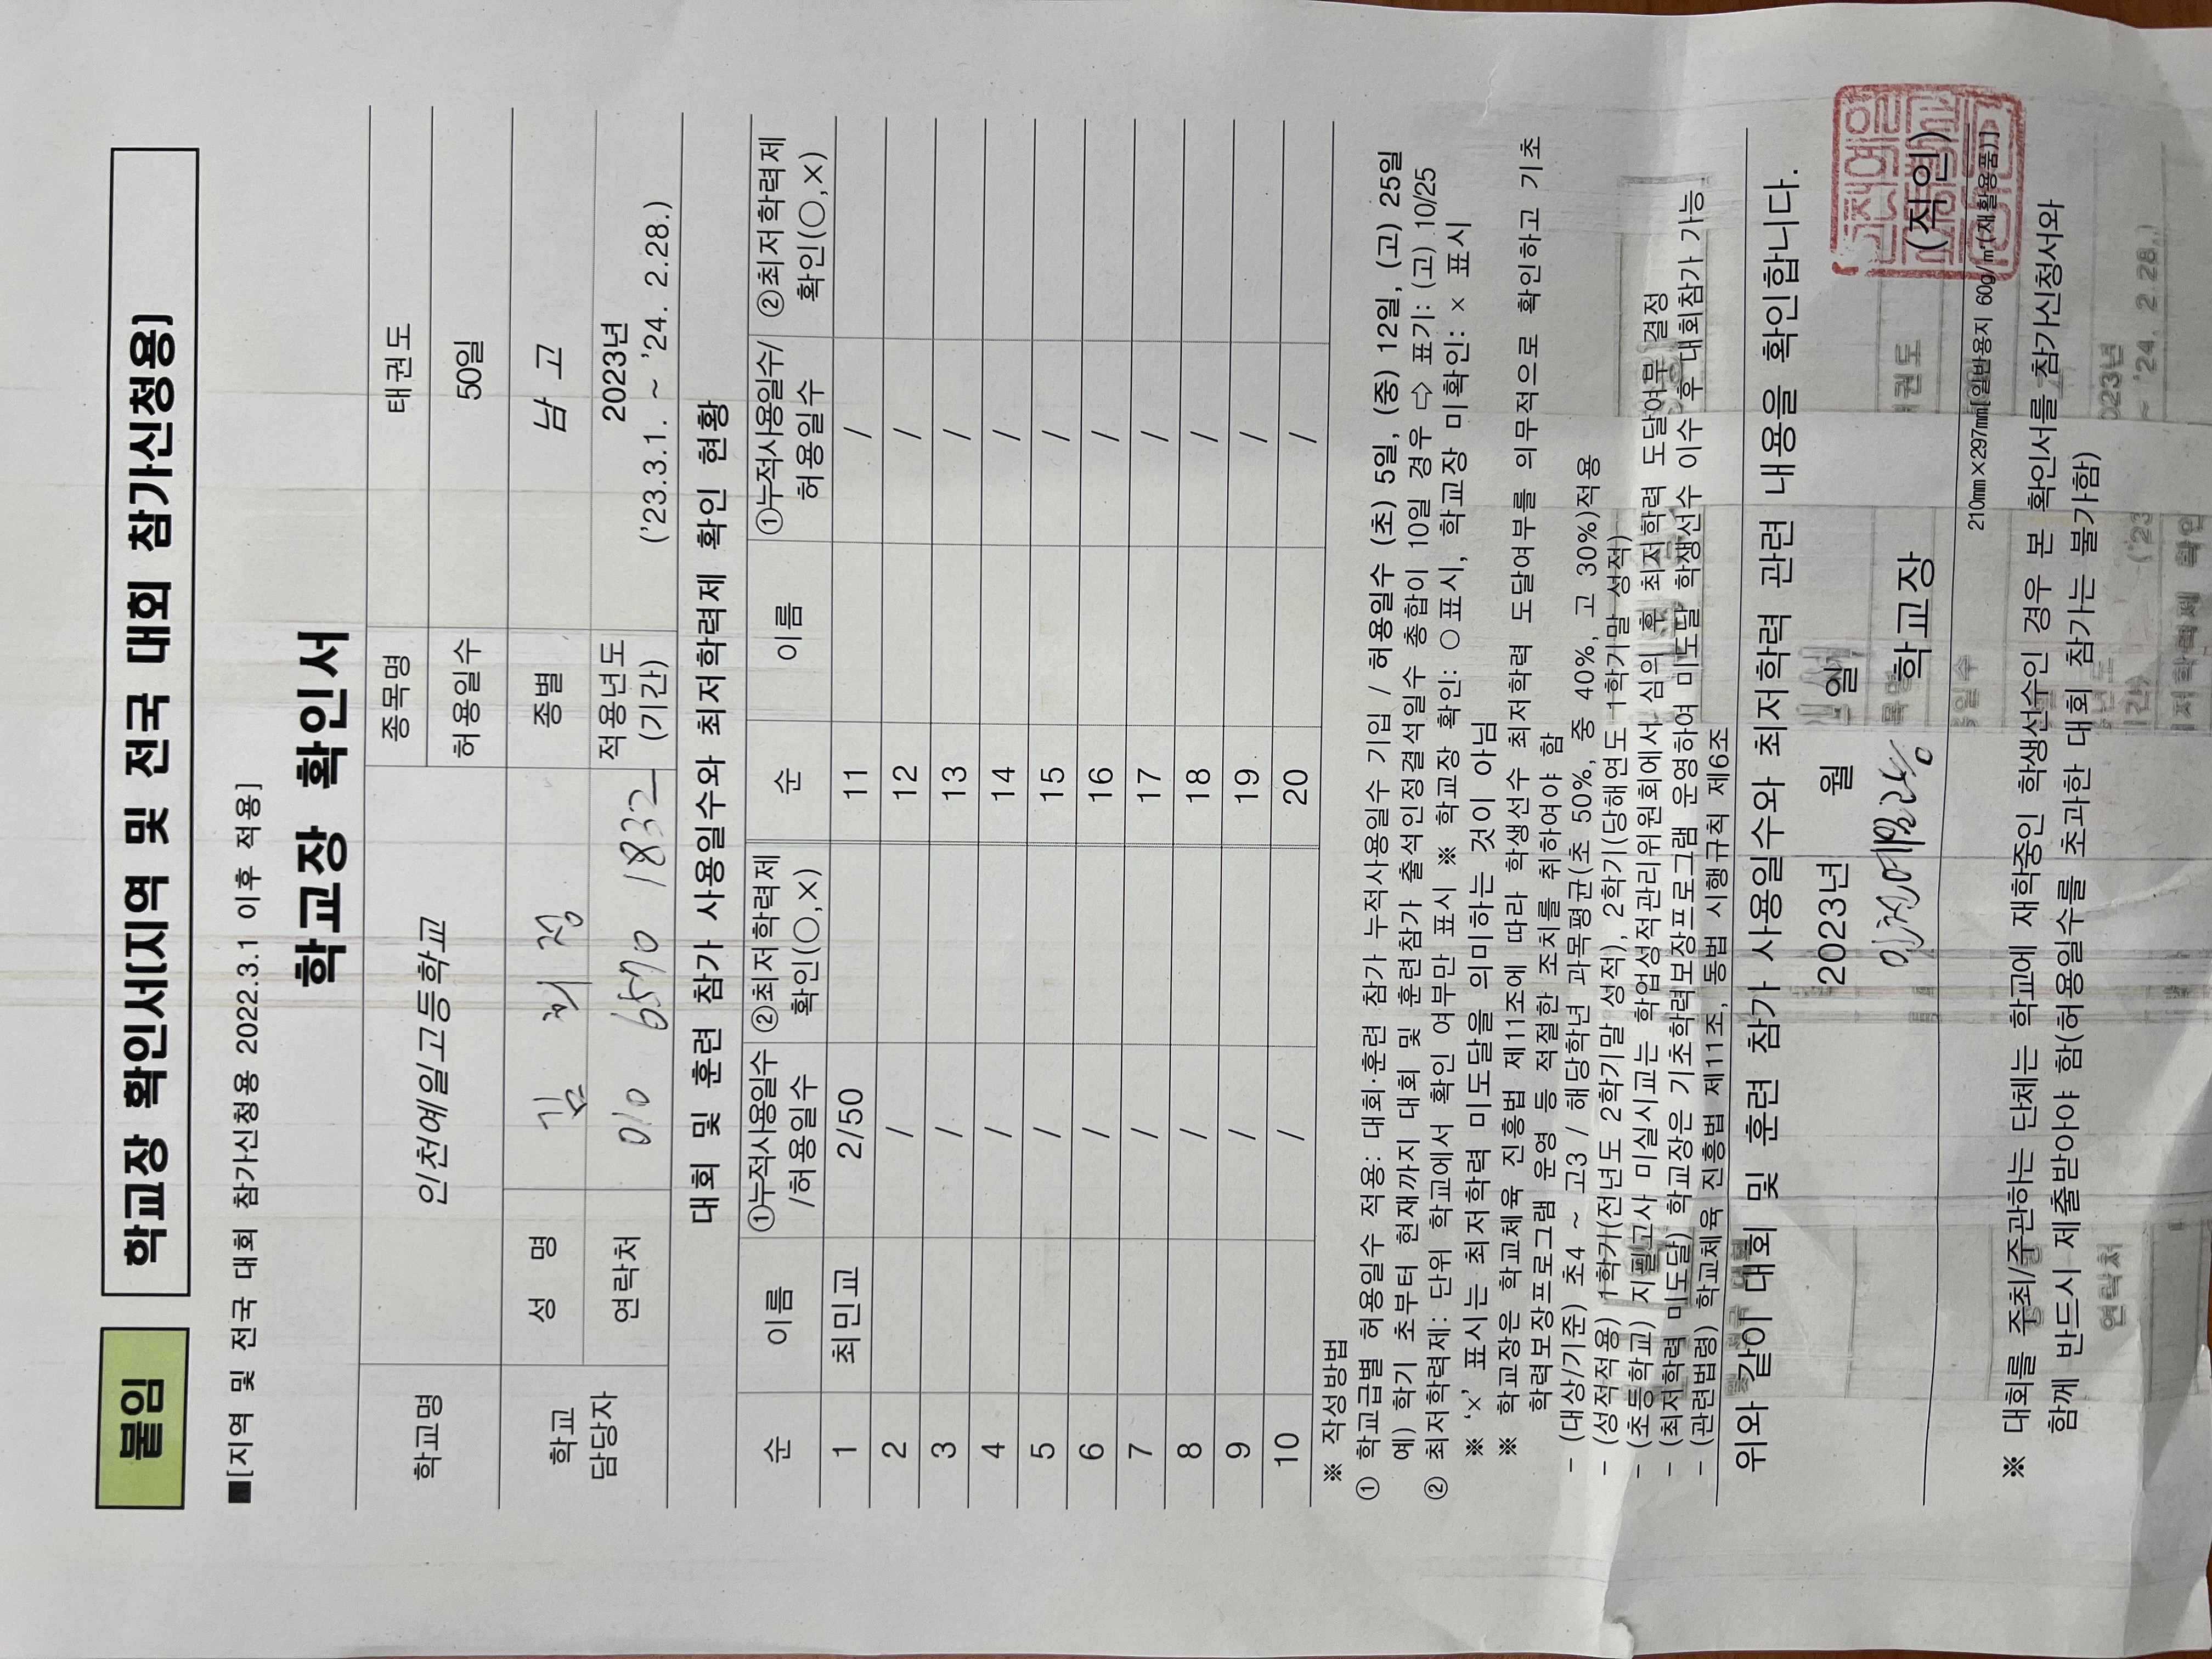 붙임 학교장 확인서[지역 및 전국 대회 참가신청용]
■[지역 및 전국 대회 참가신청용 2022.3.1 이후 적용]
학교장 확인서
학교명 인천예일고등학교 종목명 태권도
허용일수 50일
학교 담당자 성 명 김 희 정 종별 남 고
연락처 010 6570 1832 적용년도 (기간) 2023년 ('23.3.1. ~ '24. 2.28.)
대회 및 훈련 참가 사용일수와 최저학력제 확인 현황
순 이름 ①누적사용일수/허용일수 ②최저학력제 확인(○,×) 순 이름 ①누적사용일수/허용일수 ②최저학력제 확인(○,×)
1 최민교 2/50 11 /
2 / 12 /
3 / 13 /
4 / 14 /
5 / 15 /
6 / 16 /
7 / 17 /
8 / 18 /
9 / 19 /
10 / 20 /
※ 작성방법
① 학교급별 허용일수 적용: 대회·훈련 참가 누적사용일수 기입 / 허용일수 (초) 5일, (중) 12일, (고) 25일
예) 학기 초부터 현재까지 대회 및 훈련참가 출석인정결석일수 총합이 10일 경우 ⇨ 표기: (고) 10/25
② 최저학력제: 단위 학교에서 확인 여부만 표시 ※ 학교장 확인: ○표시, 학교장 미확인: × 표시
※ '×' 표시는 최저학력 미도달을 의미하는 것이 아님
※ 학교장은 학교체육 진흥법 제11조에 따라 학생선수 최저학력 도달여부를 의무적으로 확인하고 기초
학력보장프로그램 운영 등 적절한 조치를 취하여야 함
- (대상/기준) 초4 ~ 고3 / 해당학년 과목평균(초 50%, 중 40%, 고 30%)적용
- (성적적용) 1학기(전년도 2학기말 성적), 2학기(당해연도 1학기말 성적)
- (초등학교) 지필고사 미실시교는 학업성적관리위원회에서 심의 후 최저학력 도달여부 결정
- (최저학력 미도달) 학교장은 기초학력보장프로그램 운영하여 미도달 학생선수 이수 후 대회참가 가능
- (관련법령) 학교체육 진흥법 제11조, 동법 시행규칙 제6조
위와 같이 대회 및 훈련 참가 사용일수와 최저학력 관련 내용을 확인합니다.
2023년 월 일
인천예일고등 학교장 (직인)
210mm×297mm[일반용지 60g/㎡(재활용품)]
※ 대회를 주최/주관하는 단체는 학교에 재학중인 학생선수인 경우 본 확인서를 참가신청서와
함께 반드시 제출받아야 함(허용일수를 초과한 대회 참가는 불가함)